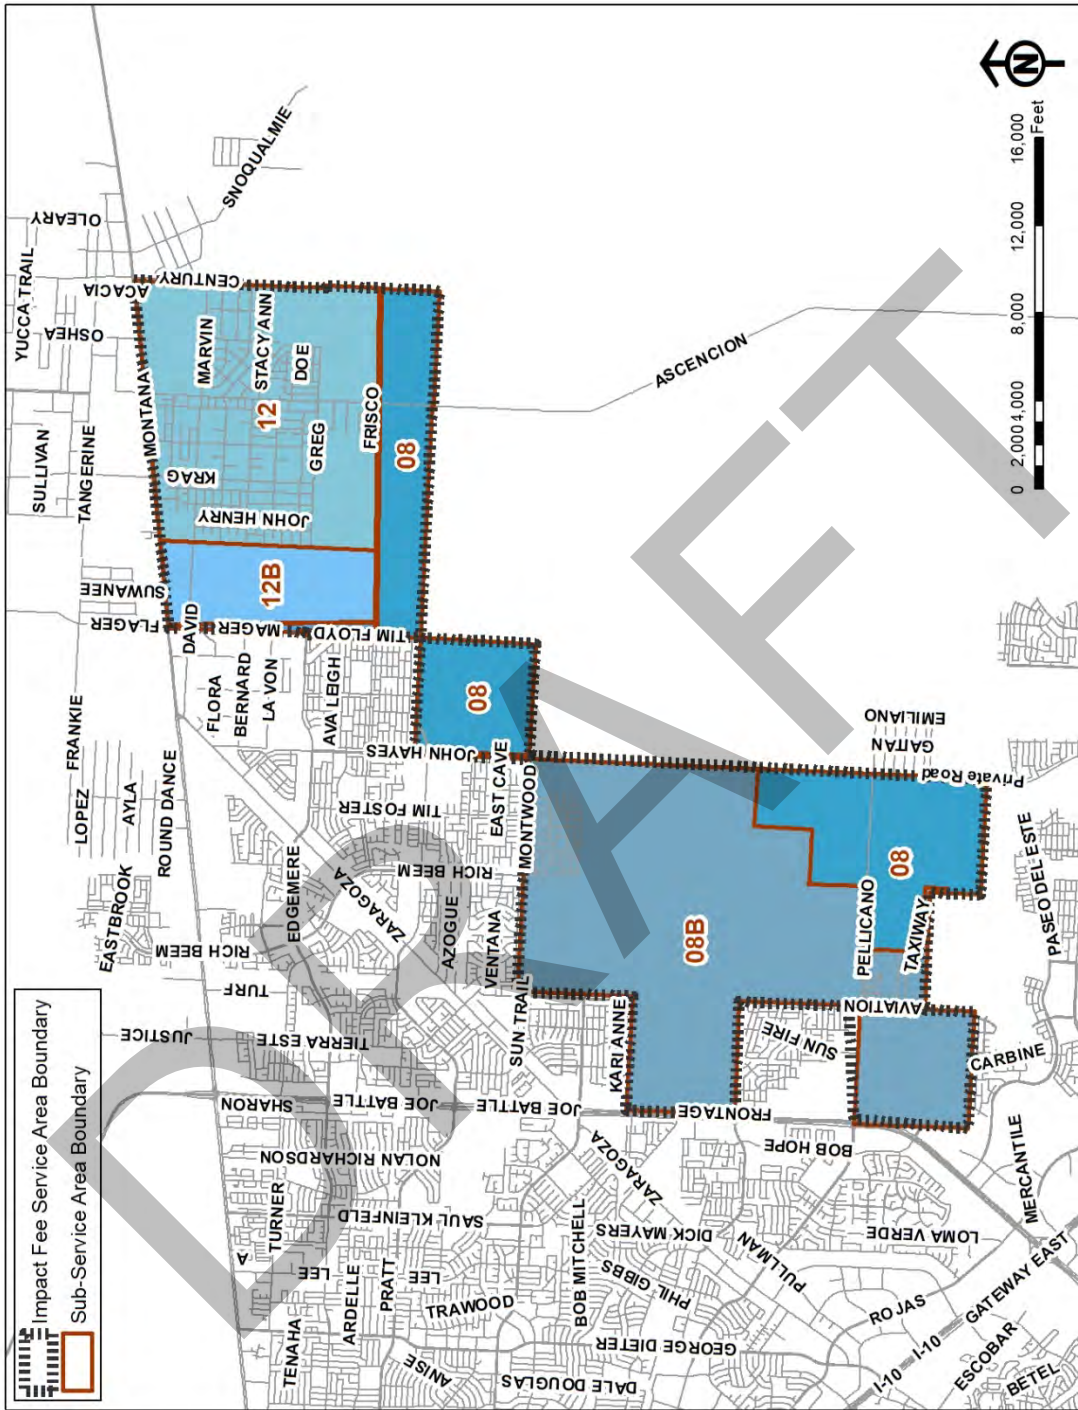 Impact Fee Service Area Boundary
Sub-Service Area Boundary
DRAFT
N
0 2,000 4,000 8,000 12,000 16,000
Feet
YUCCA TRAIL
OLEARY
SNOQUALMIE
ACACIA
CENTURY
OSHEA
SULLIVAN
TANGERINE
MONTANA
MARVIN
STACY ANN
DOE
12
KRAG
GREG
FRISCO
JOHN HENRY
08
ASCENCION
SUWANEE
FLAGER
12B
DAVID
MAGER
TIM FLOYD
FLORA
BERNARD
LA VON
AVA LEIGH
08
FRANKIE
LOPEZ
AYLA
ROUND DANCE
JOHN HAYES
EAST CAVE
TIM FOSTER
MONTWOOD
EASTBROOK
EDGEMERE
ZARAGOZA
RICH BEEM
RICH BEEM
AZOGUE
VENTANA
08B
08
EMILIANO
GAITAN
Private Road
PELLICANO
TAXIWAY
PASEO DEL ESTE
TURF
JUSTICE
TIERRA ESTE
SUN TRAIL
KARI ANNE
AVIATION
SUN FIRE
CARBINE
SHARON
JOE BATTLE
JOE BATTLE
JOE BATTLE
FRONTAGE
BOB HOPE
MERCANTILE
NOLAN RICHARDSON
ZARAGOZA
TURNER
A
SAUL KLEINFELD
BOB MITCHELL
DICK MAYERS
LOMA VERDE
PULLMAN
LEE
LEE
ARDELLE
PRATT
TRAWOOD
PHIL GIBBS
ROJAS
GATEWAY EAST
TENAHA
ANISE
GEORGE DIETER
DALE DOUGLAS
I-10
I-10
ESCOBAR
BETEL